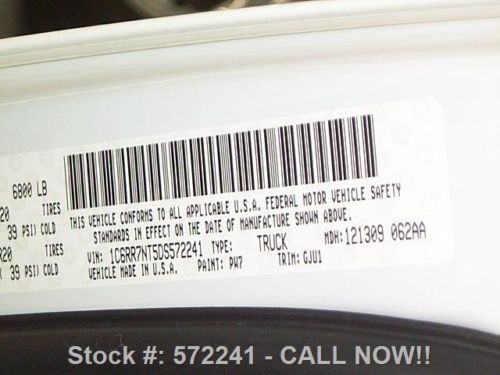 6800 LB
20 TIRES
39 PSI) COLD
R20 TIRES
39 PSI) COLD
THIS VEHICLE CONFORMS TO ALL APPLICABLE U.S.A. FEDERAL MOTOR VEHICLE SAFETY
STANDARDS IN EFFECT ON THE DATE OF MANUFACTURE SHOWN ABOVE.
VIN: 1C6RR7NT5DS572241 TYPE: TRUCK MDH:121309 062AA
VEHICLE MADE IN U.S.A. PAINT: PW7 TRIM: GJU1
Stock #: 572241 - CALL NOW!!